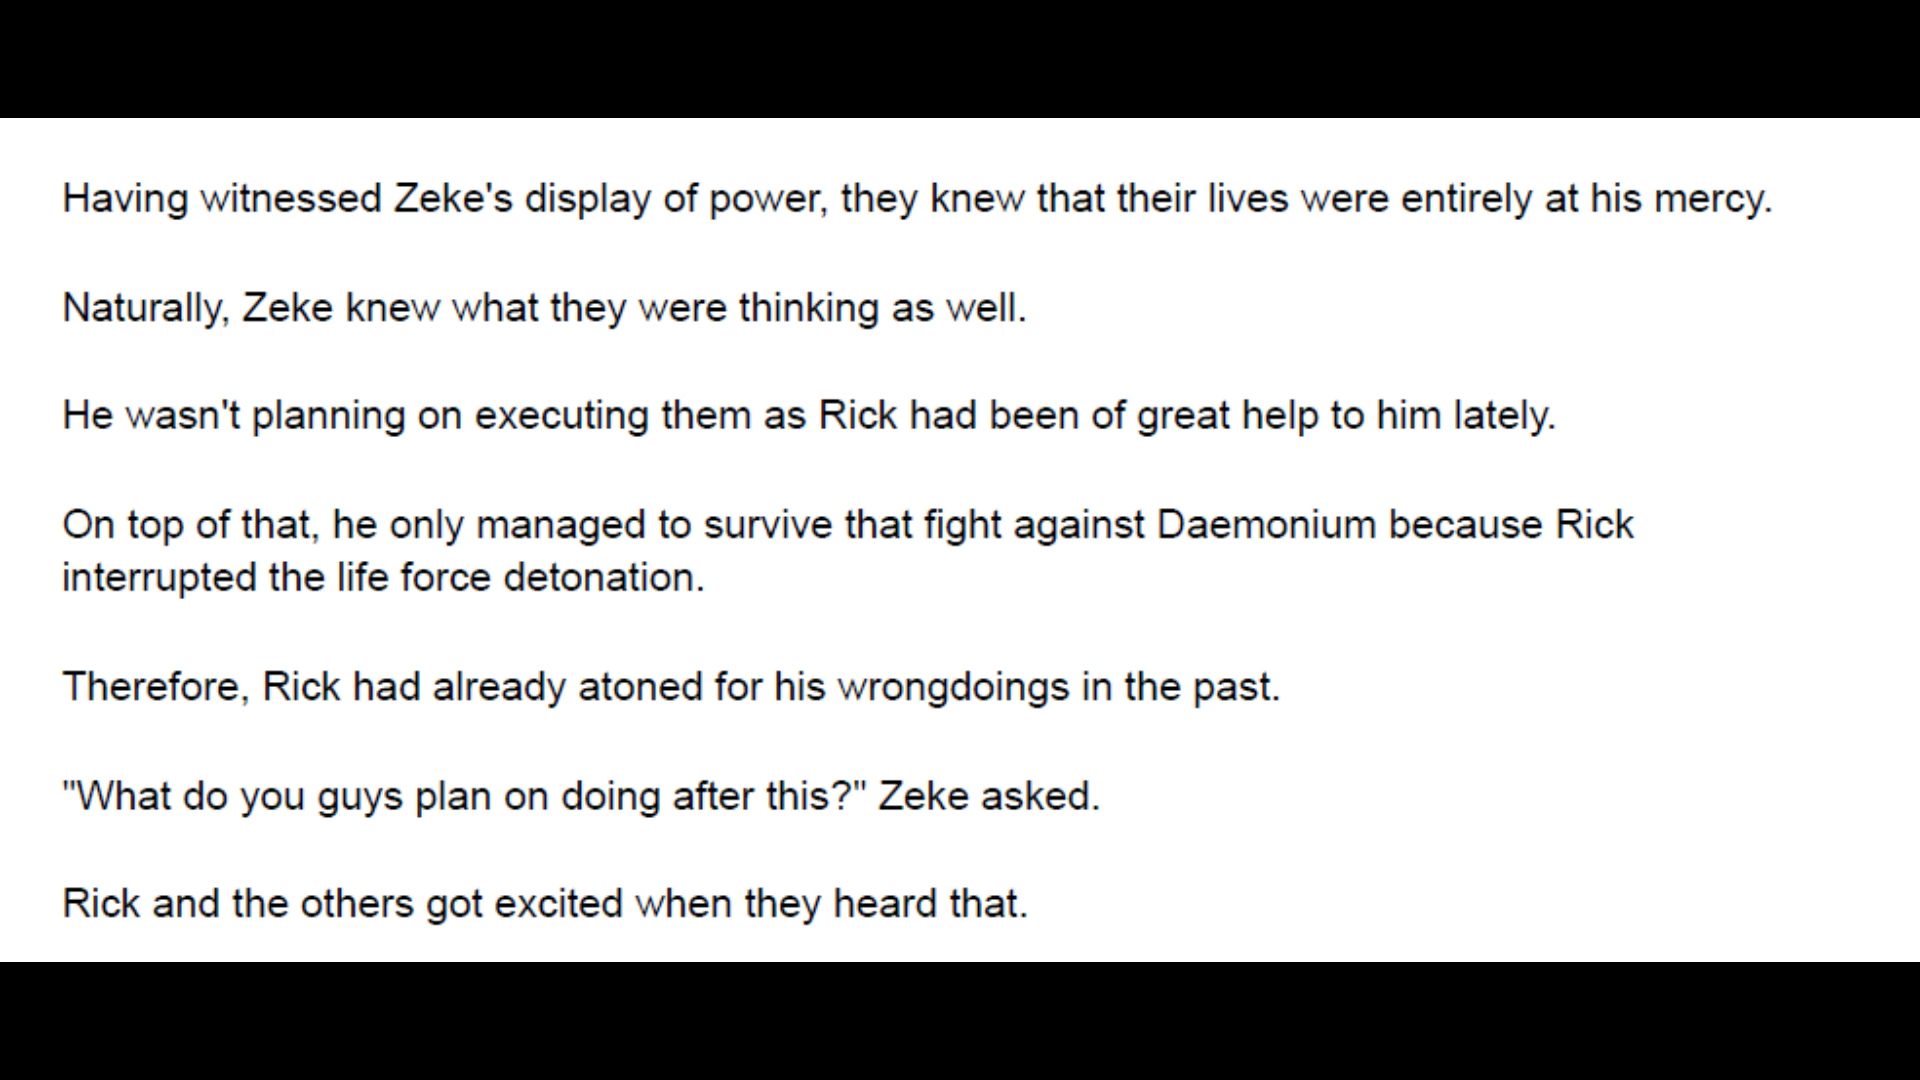 Having witnessed Zeke's display of power, they knew that their lives were entirely at his mercy.
Naturally, Zeke knew what they were thinking as well.
He wasn't planning on executing them as Rick had been of great help to him lately.
On top of that, he only managed to survive that fight against Daemonium because Rick
interrupted the life force detonation.
Therefore, Rick had already atoned for his wrongdoings in the past.
"What do you guys plan on doing after this?" Zeke asked.
Rick and the others got excited when they heard that.